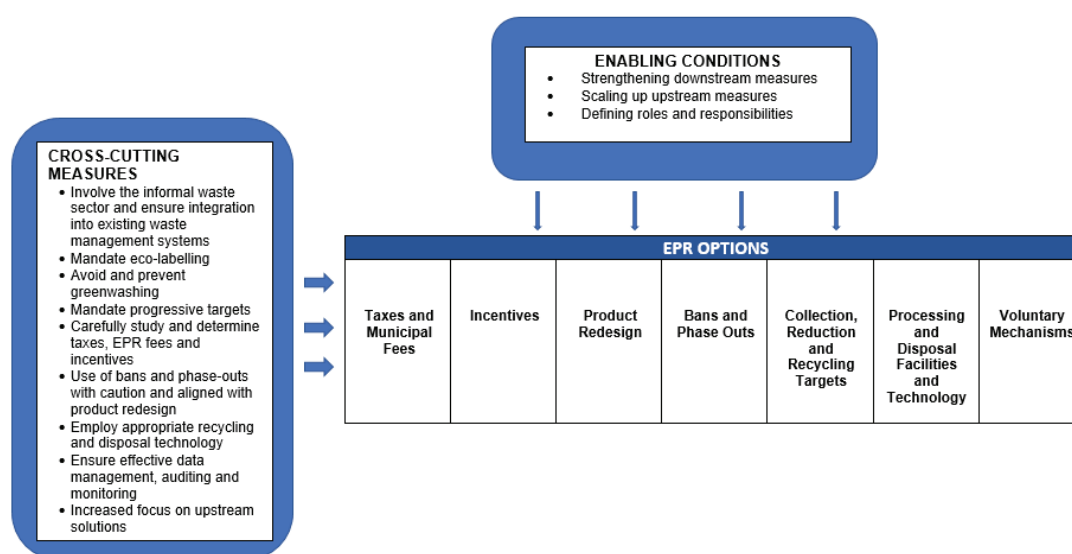 ENABLING CONDITIONS
• Strengthening downstream measures
• Scaling up upstream measures
• Defining roles and responsibilities
CROSS-CUTTING
MEASURES
• Involve the informal waste
sector and ensure integration
into existing waste
management systems
• Mandate eco-labelling
• Avoid and prevent
greenwashing
• Mandate progressive targets
• Carefully study and determine
taxes, EPR fees and
incentives
• Use of bans and phase-outs
with caution and aligned with
product redesign
• Employ appropriate recycling
and disposal technology
• Ensure effective data
management, auditing and
monitoring
• Increased focus on upstream
solutions
EPR OPTIONS
Taxes and
Municipal
Fees
Incentives
Product
Redesign
Bans and
Phase Outs
Collection,
Reduction
and
Recycling
Targets
Processing
and
Disposal
Facilities
and
Technology
Voluntary
Mechanisms